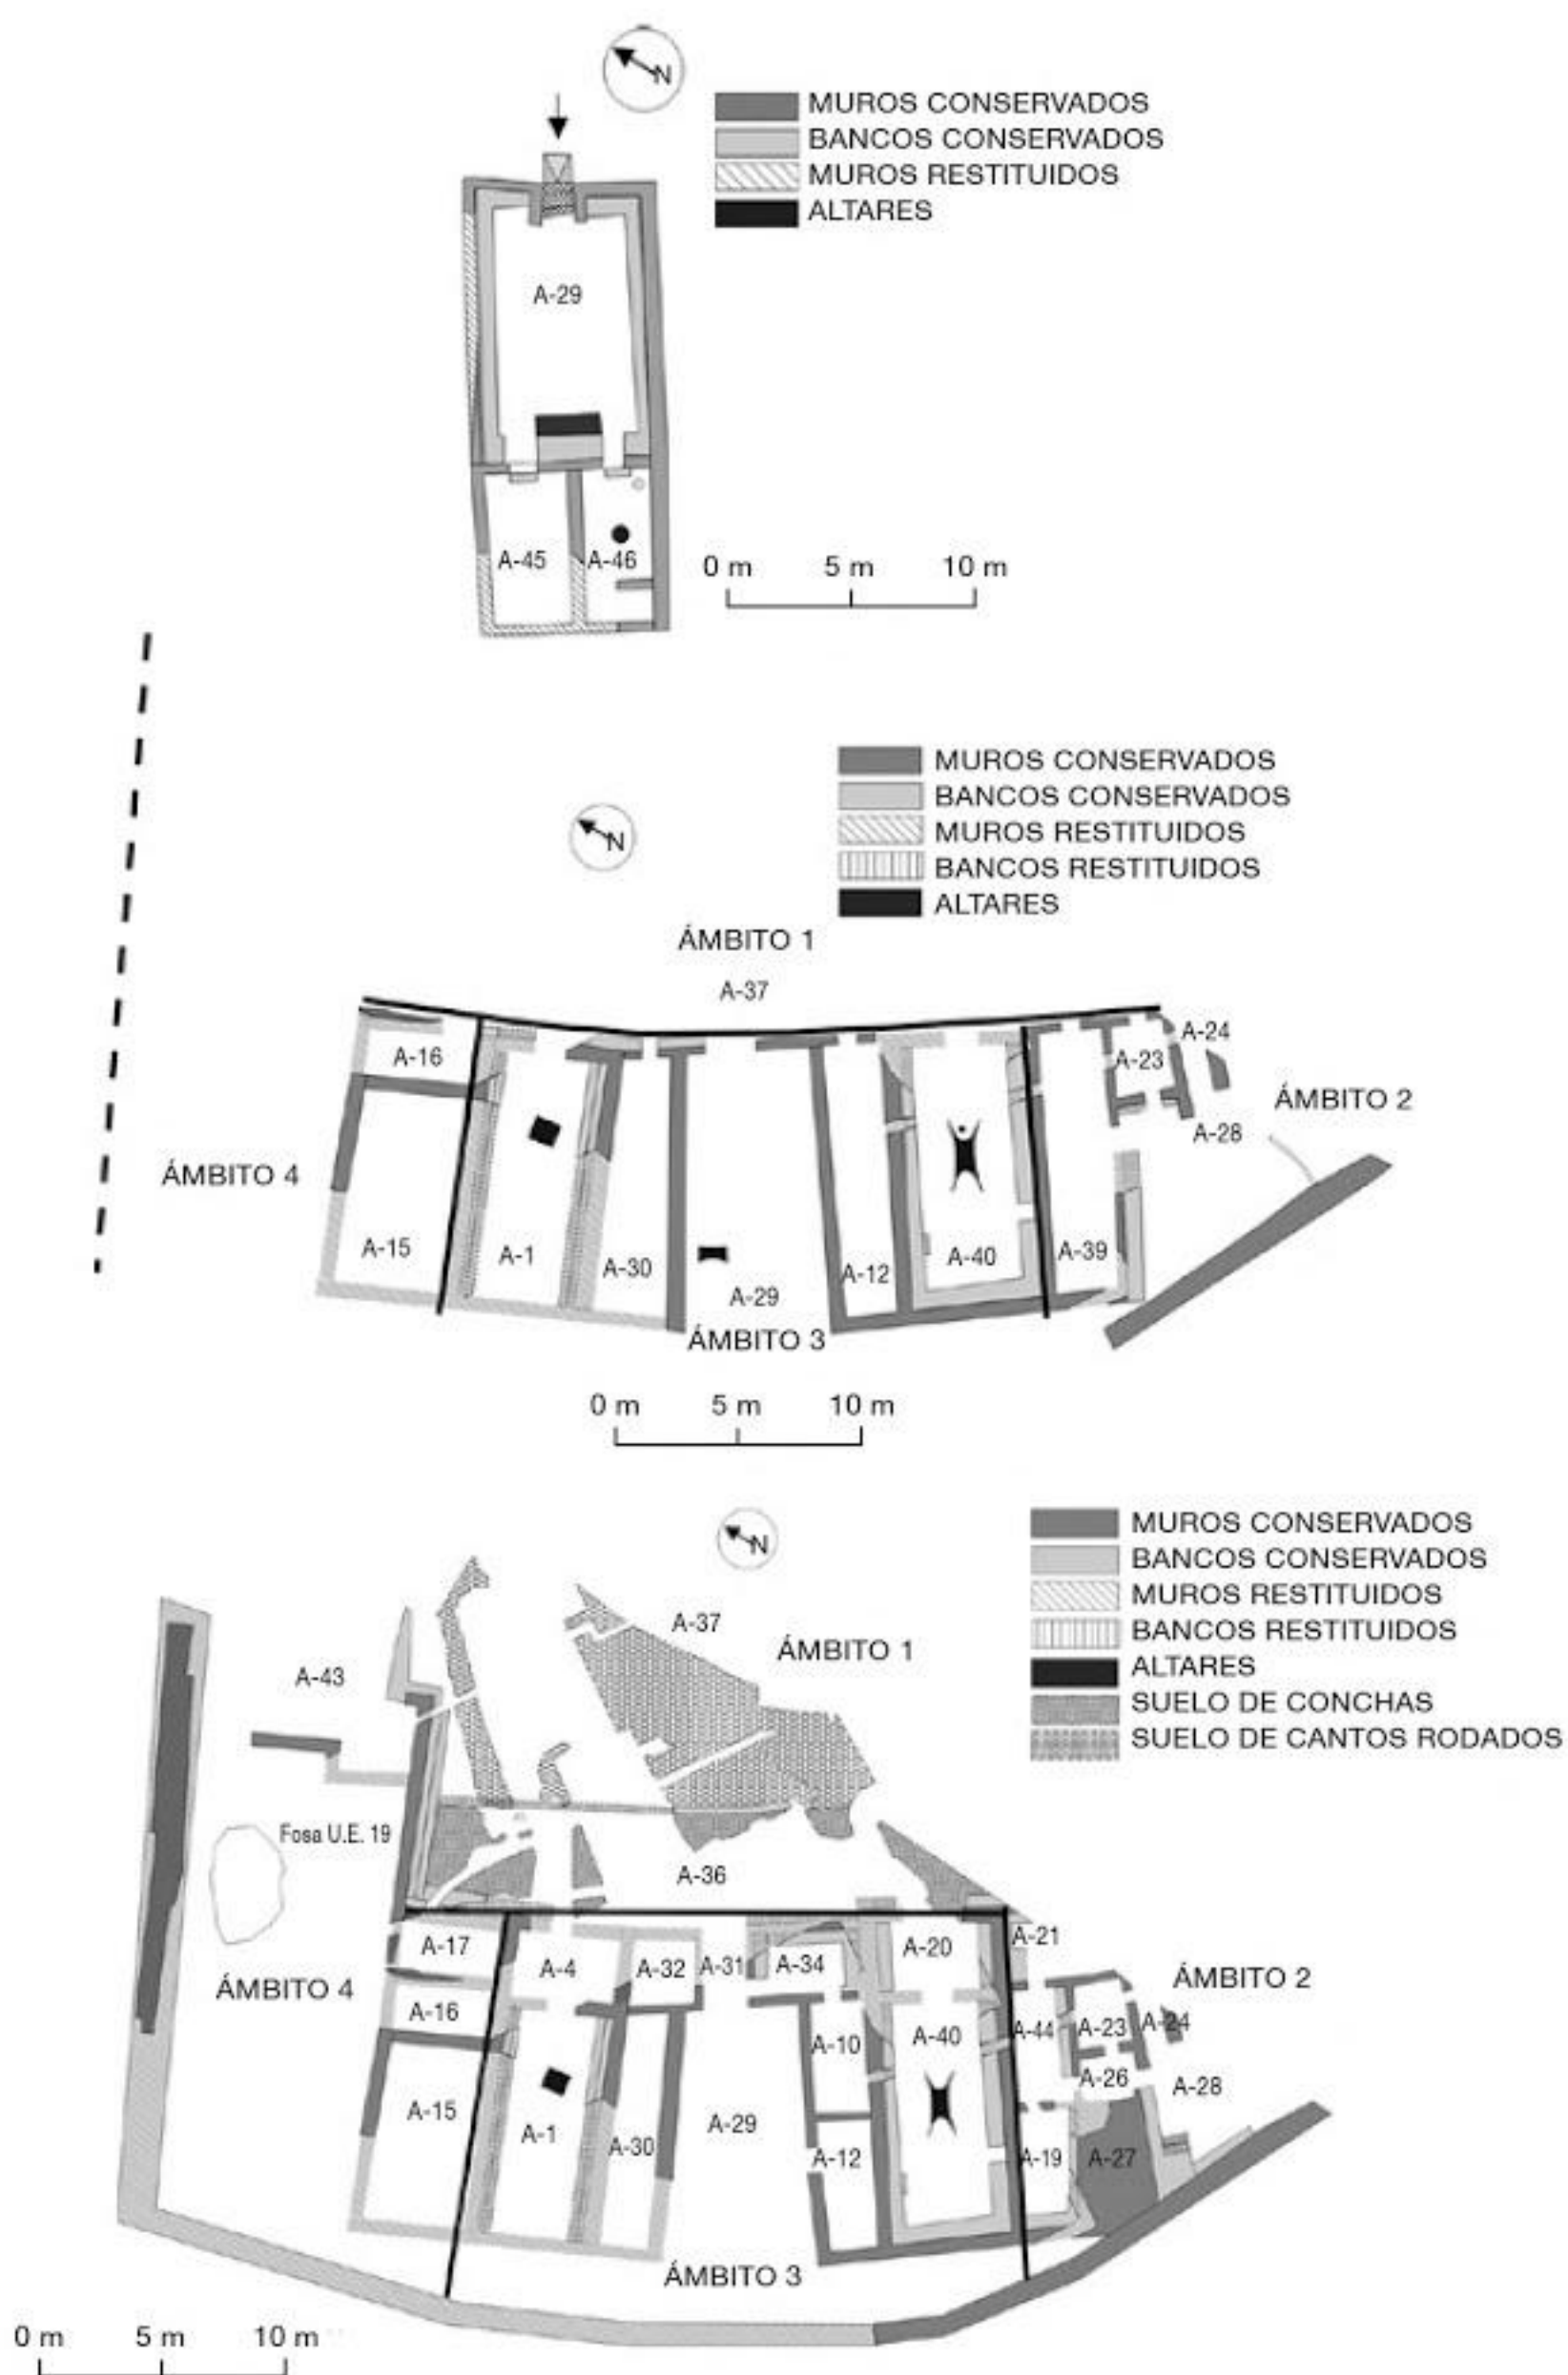 N
MUROS CONSERVADOS
BANCOS CONSERVADOS
MUROS RESTITUIDOS
ALTARES
A-29
A-45
A-46
0 m 5 m 10 m
MUROS CONSERVADOS
BANCOS CONSERVADOS
MUROS RESTITUIDOS
BANCOS RESTITUIDOS
ALTARES
N
ÁMBITO 1
A-37
A-24
A-16
A-23
ÁMBITO 2
A-28
ÁMBITO 4
A-15
A-1
A-30
A-29
A-12
A-40
A-39
ÁMBITO 3
0 m 5 m 10 m
N
MUROS CONSERVADOS
BANCOS CONSERVADOS
MUROS RESTITUIDOS
BANCOS RESTITUIDOS
ALTARES
SUELO DE CONCHAS
SUELO DE CANTOS RODADOS
A-37
ÁMBITO 1
A-43
Fosa U.E. 19
A-36
A-17
A-4
A-32
A-31
A-34
A-20
A-21
ÁMBITO 4
ÁMBITO 2
A-16
A-10
A-40
A-44
A-23
A-24
A-26
A-28
A-15
A-1
A-30
A-29
A-12
A-19
A-27
ÁMBITO 3
0 m 5 m 10 m